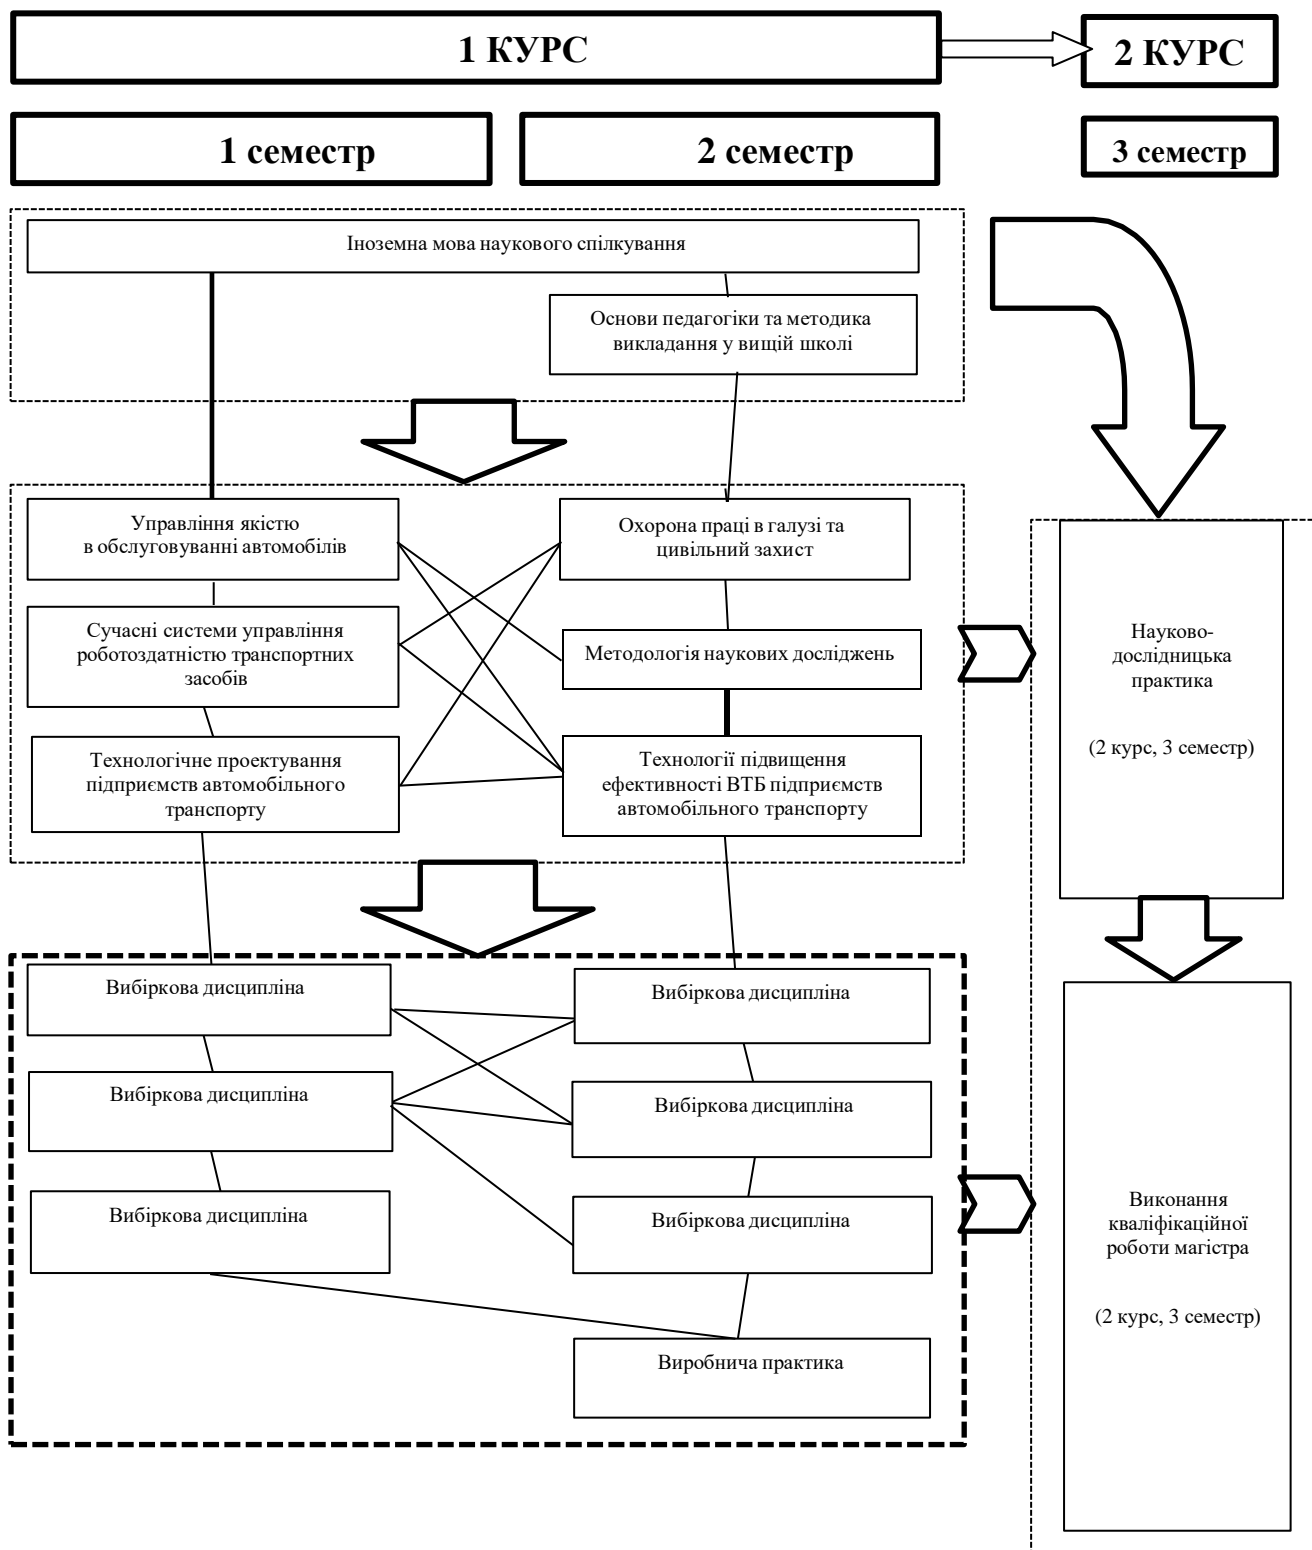 1 КУРС
2 КУРС
1 семестр
2 семестр
3 семестр
Іноземна мова наукового спілкування
Основи педагогіки та методика
викладання у вищій школі
Управління якістю
в обслуговуванні автомобілів
Охорона праці в галузі та
цивільний захист
Сучасні системи управління
роботоздатністю транспортних
засобів
Методологія наукових досліджень
Технологічне проектування
підприємств автомобільного
транспорту
Технології підвищення
ефективності ВТБ підприємств
автомобільного транспорту
Науково-
дослідницька
практика
(2 курс, 3 семестр)
Вибіркова дисципліна
Вибіркова дисципліна
Вибіркова дисципліна
Вибіркова дисципліна
Вибіркова дисципліна
Вибіркова дисципліна
Виробнича практика
Виконання
кваліфікаційної
роботи магістра
(2 курс, 3 семестр)